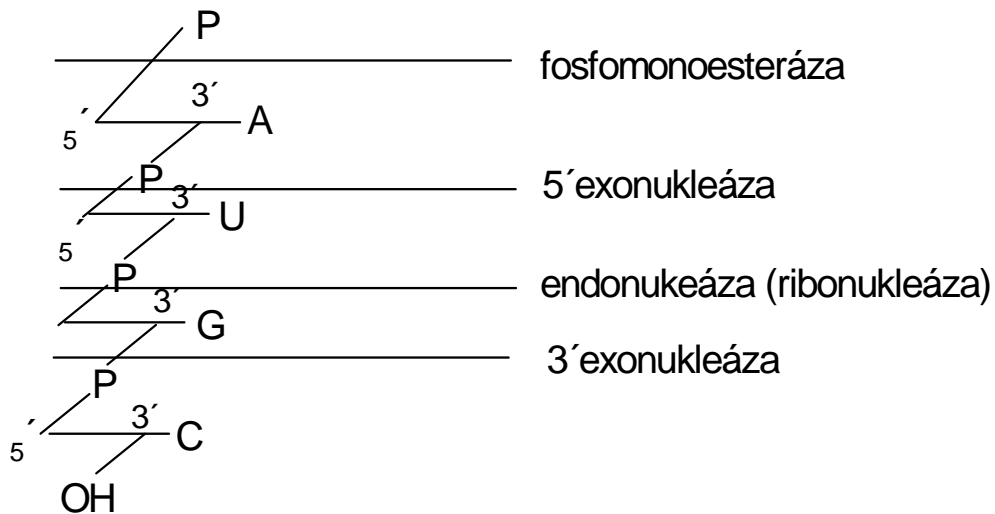 P
fosfomonoesteráza
3´
5´ A
P 5´exonukleáza
3´
5´ U
P endonukeáza (ribonukleáza)
3´
G
3´exonukleáza
P
3´
5´ C
OH